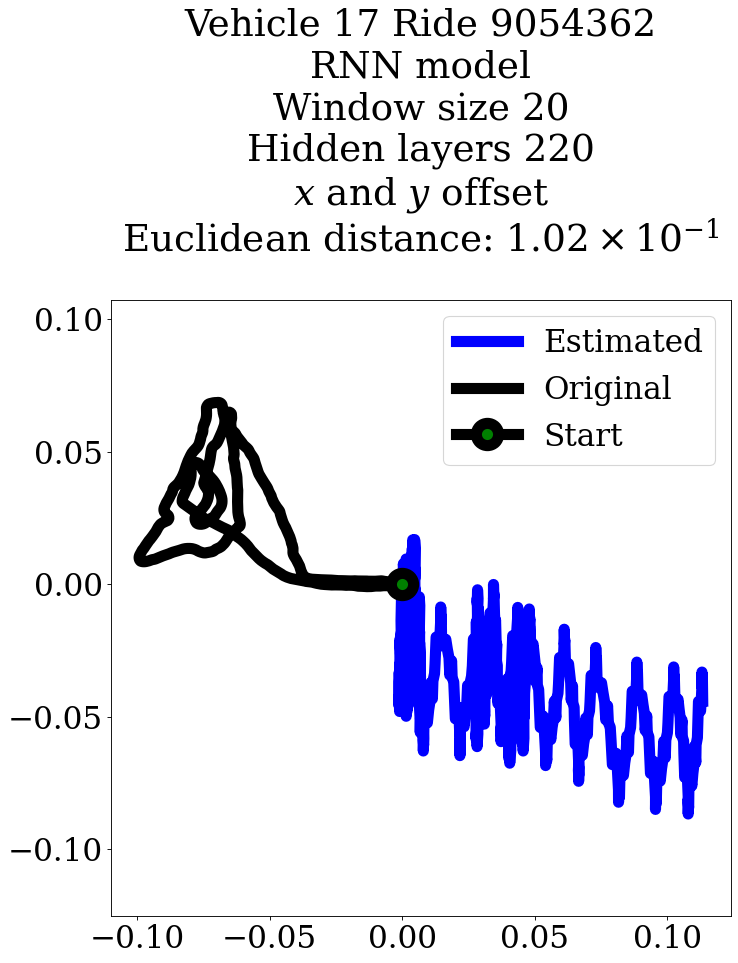 Vehicle 17 Ride 9054362
RNN model
Window size 20
Hidden layers 220
x and y offset
Euclidean distance: 1.02 × 10⁻¹
Estimated
Original
Start
0.10
0.05
0.00
−0.05
−0.10
−0.10 −0.05 0.00 0.05 0.10